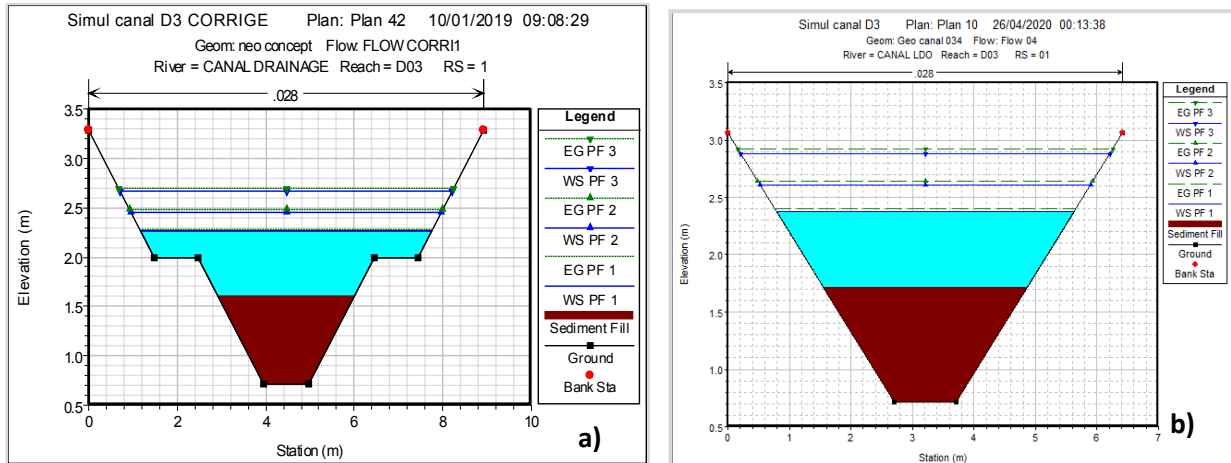 Simul canal D3 CORRIGE Plan: Plan 42 10/01/2019 09:08:29
Geom: neo concept Flow: FLOW CORRI1
River = CANAL DRAINAGE Reach = D03 RS = 1
.028
3.5
3.0
2.5
2.0
1.5
1.0
0.5
Elevation (m)
0 2 4 6 8 10
Station (m)
Legend
EG PF 3
WS PF 3
EG PF 2
WS PF 2
EG PF 1
WS PF 1
Sediment Fill
Ground
Bank Sta
a)
Simul canal D3 Plan: Plan 10 26/04/2020 00:13:38
Geom: Geo canal 034 Flow: Flow 04
River = CANAL LDO Reach = D03 RS = 01
.028
3.5
3.0
2.5
2.0
1.5
1.0
0.5
Elevation (m)
0 1 2 3 4 5 6 7
Station (m)
Legend
EG PF 3
WS PF 3
EG PF 2
WS PF 2
EG PF 1
WS PF 1
Sediment Fill
Ground
Bank Sta
b)